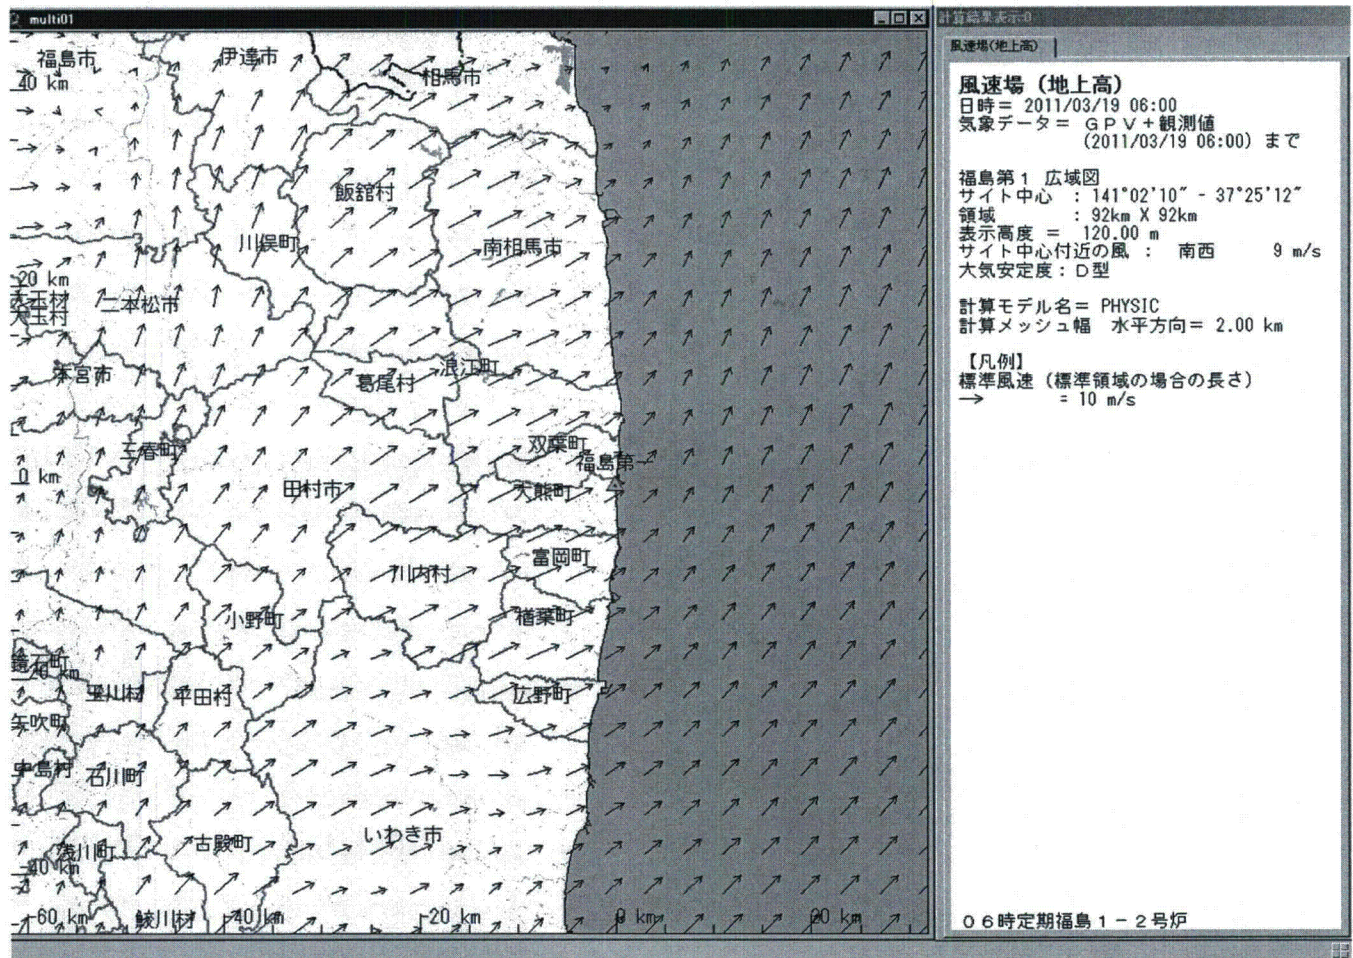 multi01
福島市
伊達市
相馬市
40 km
飯舘村
川俣町
南相馬市
20 km
大玉村
大玉村
二本松市
本宮市
葛尾村
浪江町
三春町
双葉町
福島第一
0 km
田村市
大熊町
富岡町
川内村
小野町
楢葉町
鏡石町
-20 km
玉川村
平田村
広野町
矢吹町
中島村
石川町
いわき市
古殿町
浅川町
-40 km
-60 km
鮫川村
-40 km
-20 km
0 km
20 km
計算結果表示:0
風速場(地上高)
風速場（地上高）
日時＝ 2011/03/19 06:00
気象データ＝ ＧＰＶ＋観測値
(2011/03/19 06:00) まで
福島第１ 広域図
サイト中心 ：141°02'10" - 37°25'12"
領域 ：92km X 92km
表示高度 ＝ 120.00 m
サイト中心付近の風 ： 南西 9 m/s
大気安定度：Ｄ型
計算モデル名＝ PHYSIC
計算メッシュ幅 水平方向＝ 2.00 km
【凡例】
標準風速（標準領域の場合の長さ）
→ = 10 m/s
０６時定期福島１－２号炉